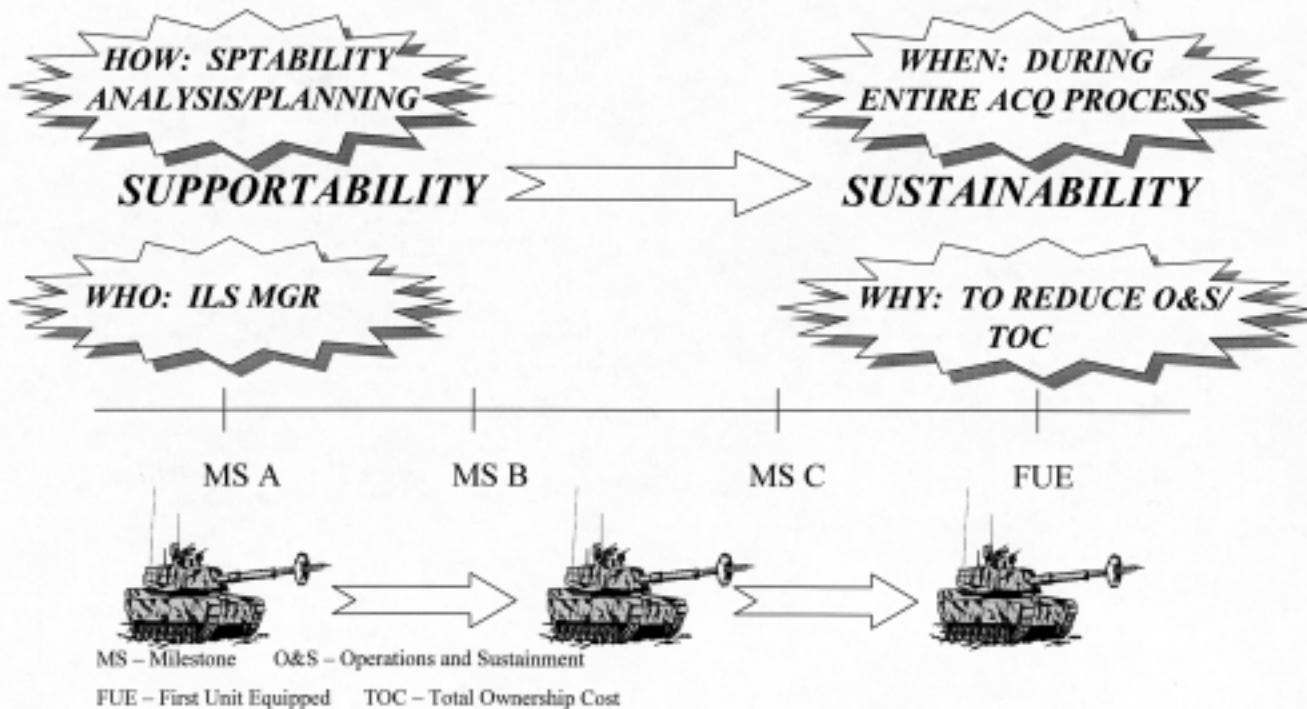 HOW: SPTABILITY
ANALYSIS/PLANNING
WHEN: DURING
ENTIRE ACQ PROCESS
SUPPORTABILITY
SUSTAINABILITY
WHO: ILS MGR
WHY: TO REDUCE O&S/
TOC
MS A
MS B
MS C
FUE
MS – Milestone O&S – Operations and Sustainment
FUE – First Unit Equipped TOC – Total Ownership Cost